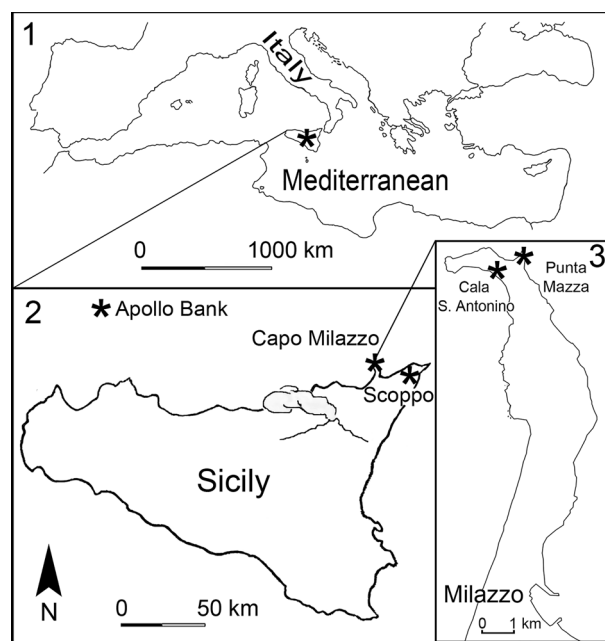 1
Italy
Mediterranean
0 1000 km
2
* Apollo Bank
Capo Milazzo
Scoppo
Sicily
N
0 50 km
3
Cala
S. Antonino
Punta
Mazza
Milazzo
0 1 km